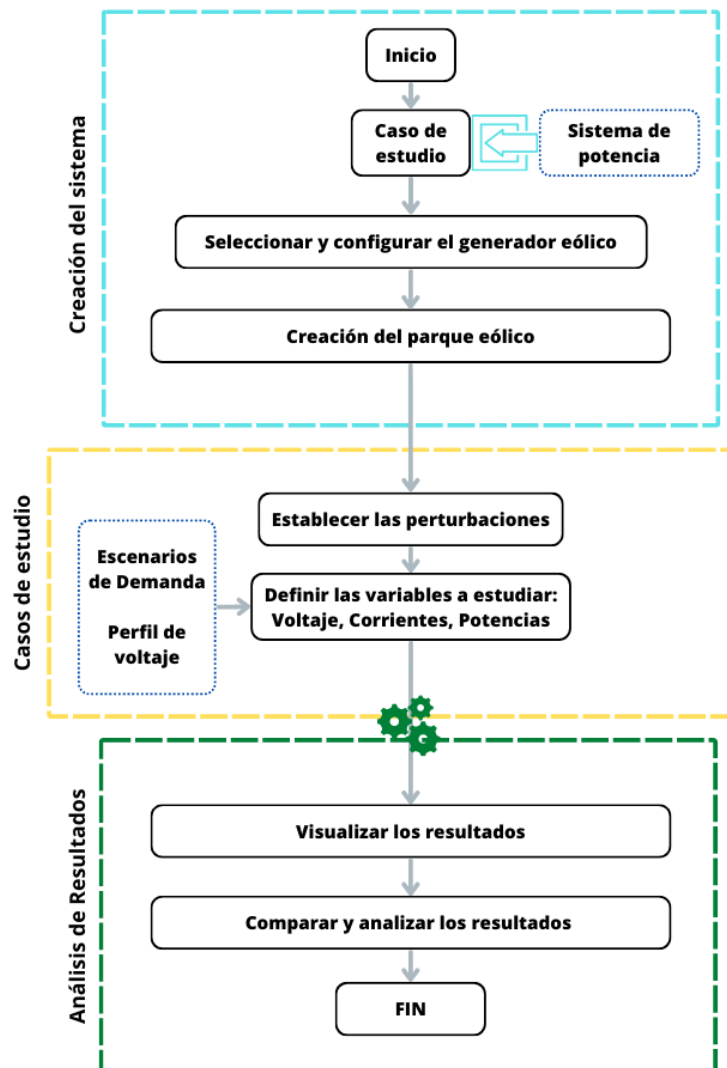 Creación del sistema
Inicio
Caso de
estudio
Sistema de
potencia
Seleccionar y configurar el generador eólico
Creación del parque eólico
Casos de estudio
Establecer las perturbaciones
Escenarios
de Demanda
Perfil de
voltaje
Definir las variables a estudiar:
Voltaje, Corrientes, Potencias
Análisis de Resultados
Visualizar los resultados
Comparar y analizar los resultados
FIN